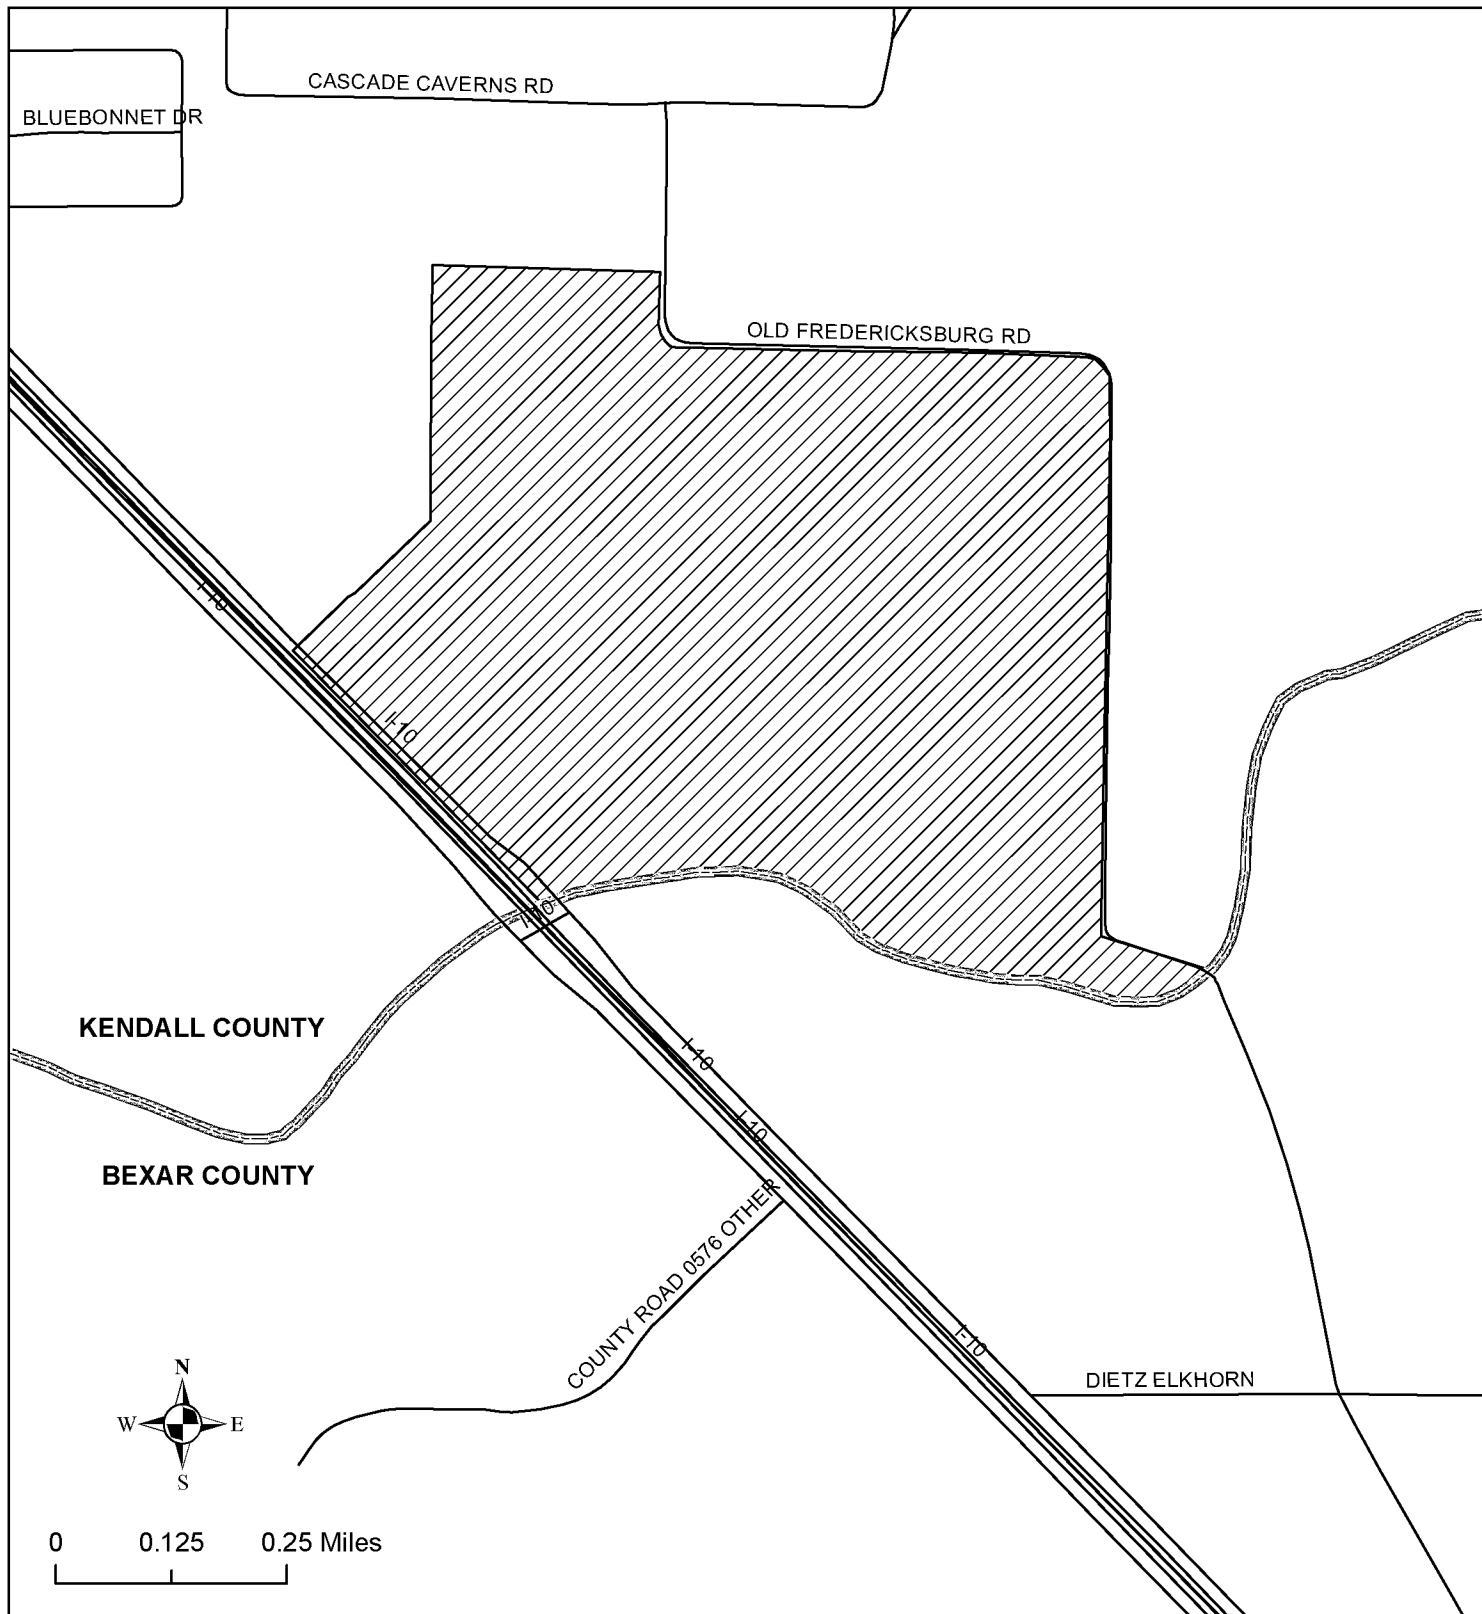 CASCADE CAVERNS RD
BLUEBONNET DR
OLD FREDERICKSBURG RD
I-10
I-10
I-10
KENDALL COUNTY
I-10
I-10
BEXAR COUNTY
COUNTY ROAD 0576 OTHER
I-10
DIETZ ELKHORN
N
W E
S
0 0.125 0.25 Miles